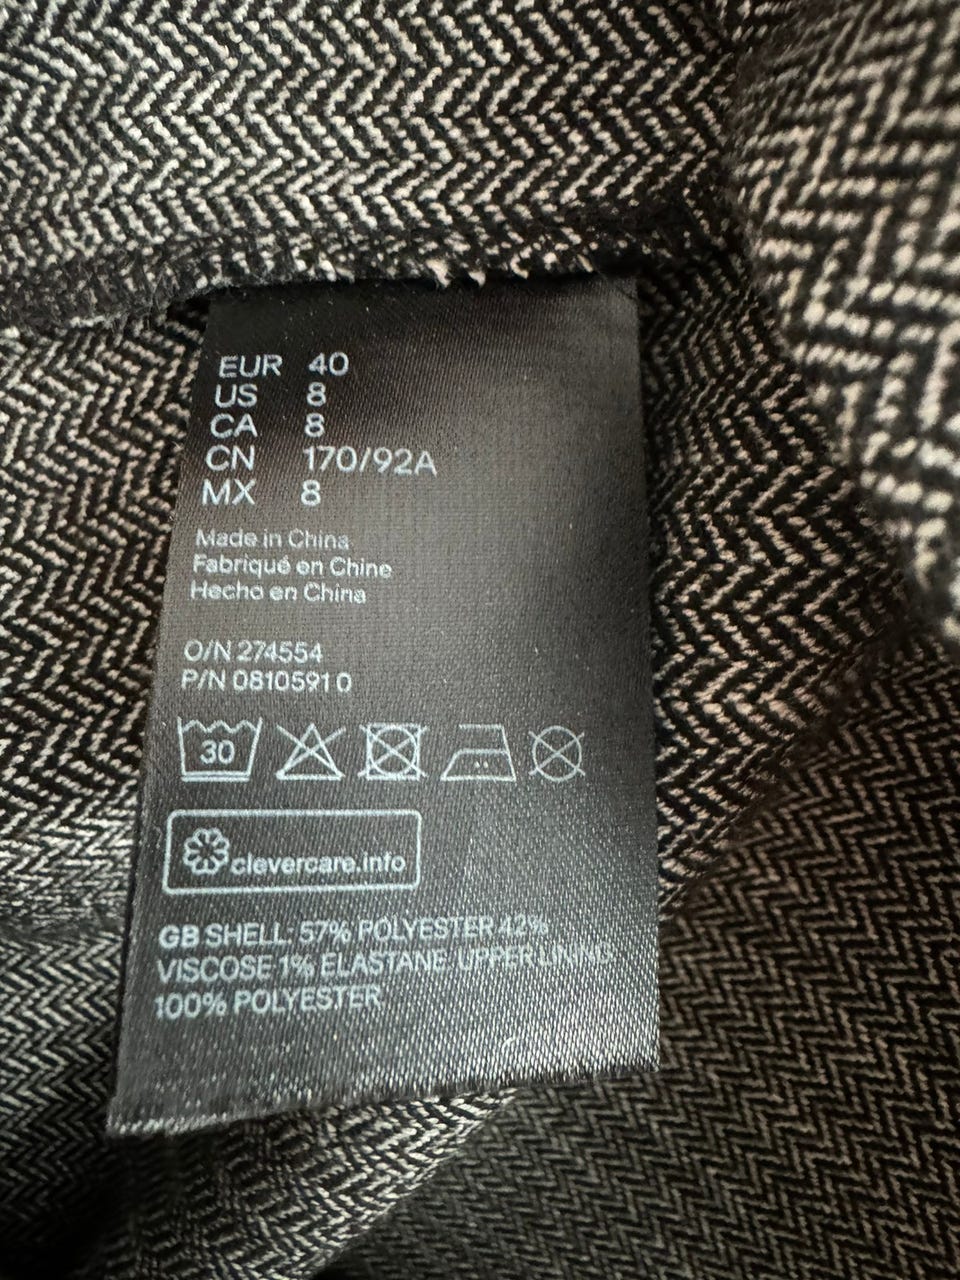 EUR 40
US 8
CA 8
CN 170/92A
MX 8
Made in China
Fabriqué en Chine
Hecho en China
O/N 274554
P/N 0810591 0
30
clevercare.info
GB SHELL: 57% POLYESTER 42%
VISCOSE 1% ELASTANE. UPPER LINING:
100% POLYESTER